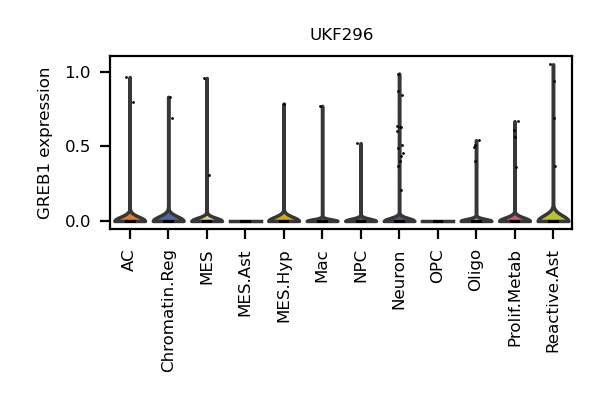 UKF296
GREB1 expression
1.0
0.5
0.0
AC
Chromatin.Reg
MES
MES.Ast
MES.Hyp
Mac
NPC
Neuron
OPC
Oligo
Prolif.Metab
Reactive.Ast